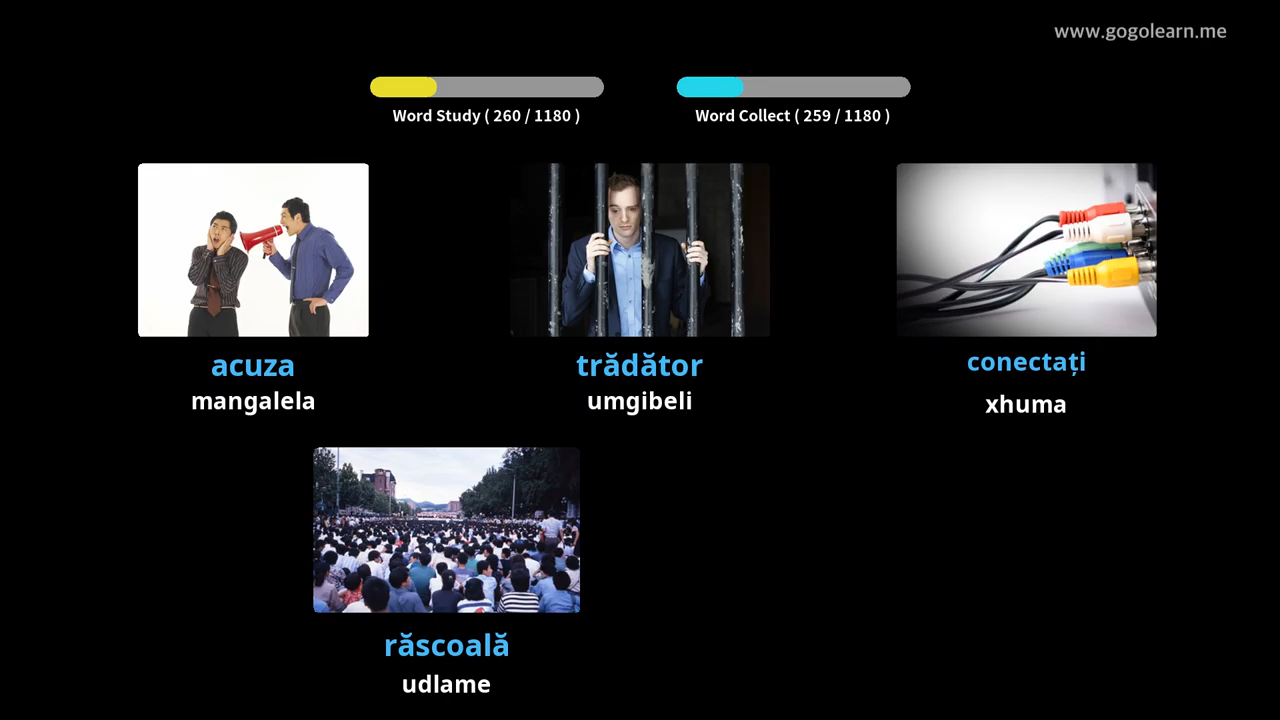 www.gogolearn.me
Word Study ( 260 / 1180 )
Word Collect ( 259 / 1180 )
acuza
mangalela
trădător
umgibeli
conectați
xhuma
răscoală
udlame